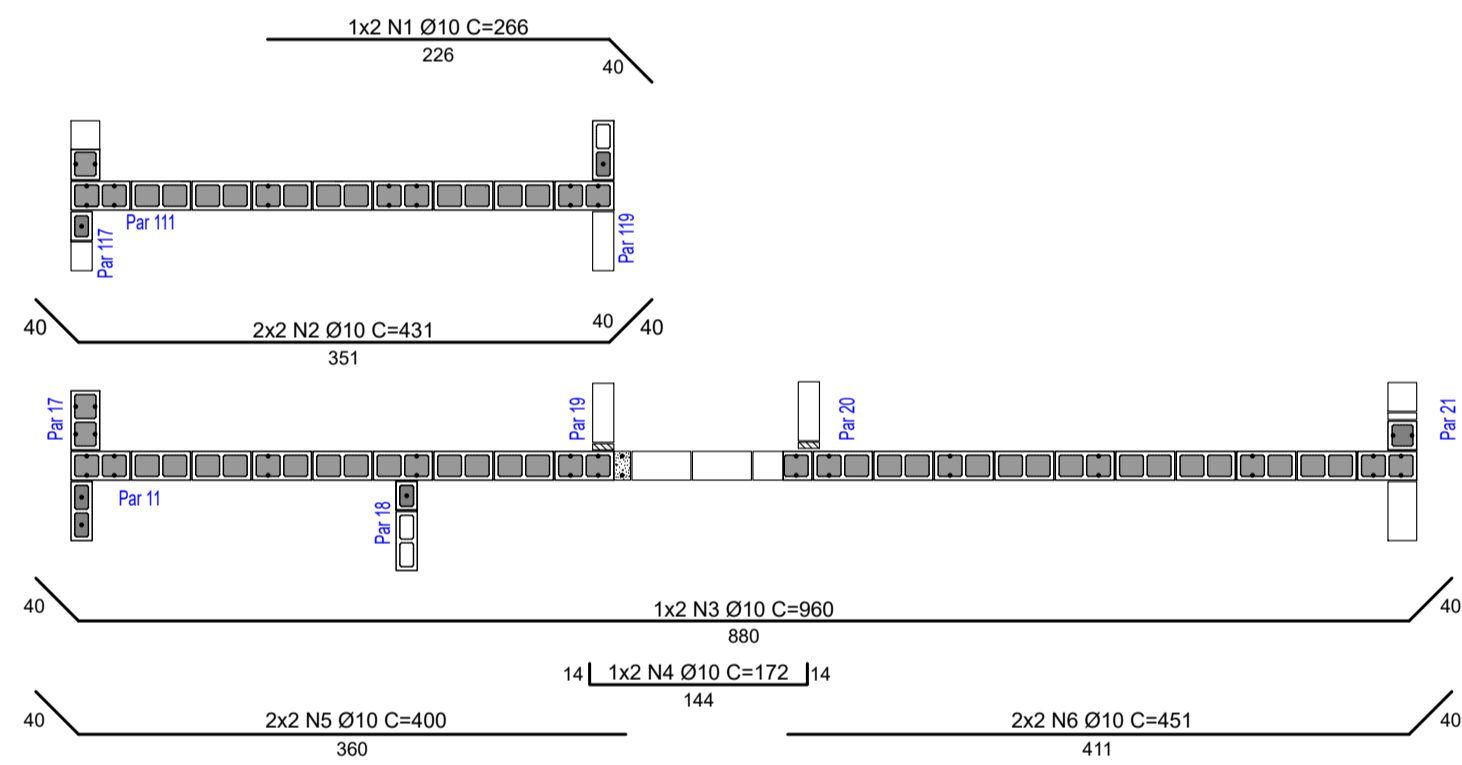 1x2 N1 Ø10 C=266
226
40
Par 111
Par 117
Par 119
40
2x2 N2 Ø10 C=431
40
40
351
Par 17
Par 19
Par 20
Par 21
Par 11
Par 18
40
1x2 N3 Ø10 C=960
40
880
14
1x2 N4 Ø10 C=172
14
144
40
2x2 N5 Ø10 C=400
360
2x2 N6 Ø10 C=451
40
411